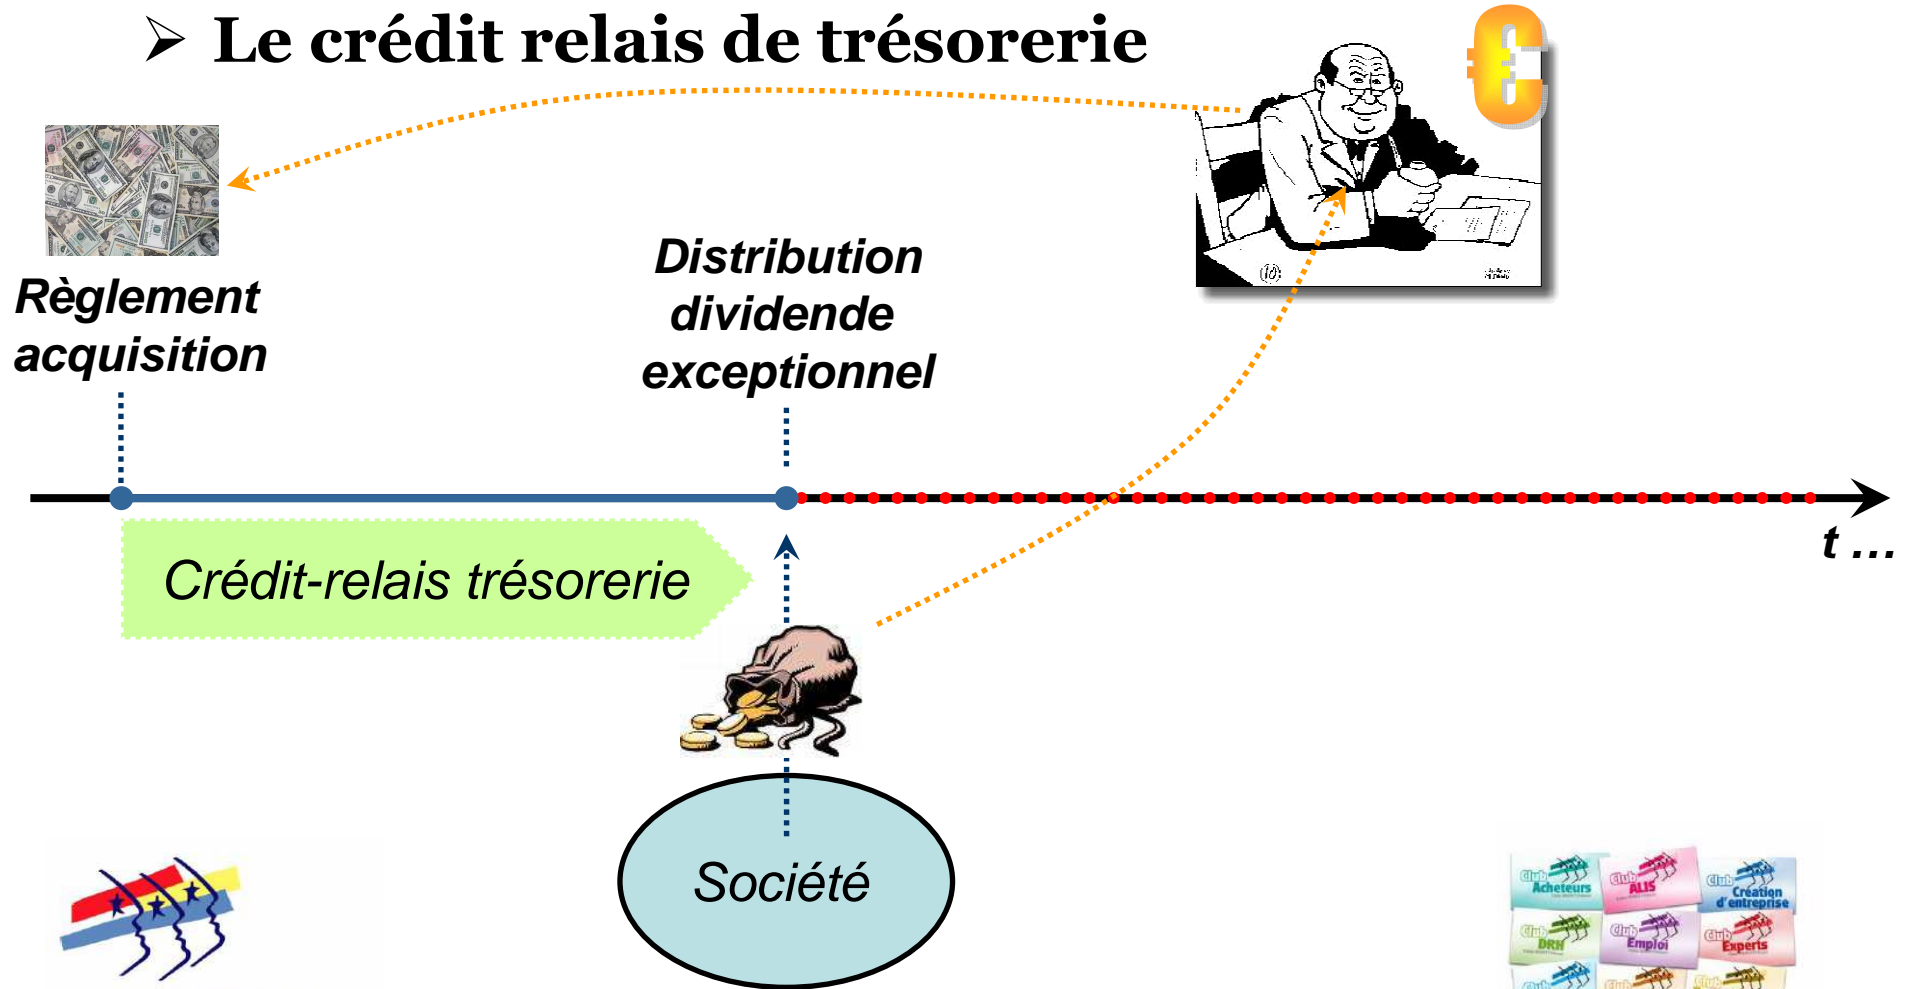 ➢ Le crédit relais de trésorerie
Règlement
acquisition
Distribution
dividende
exceptionnel
t ...
Crédit-relais trésorerie
Société
Club
Acheteurs
Club
ALIS
Club
Création
d'entreprise
Club
DRH
Club
Emploi
Club
Experts